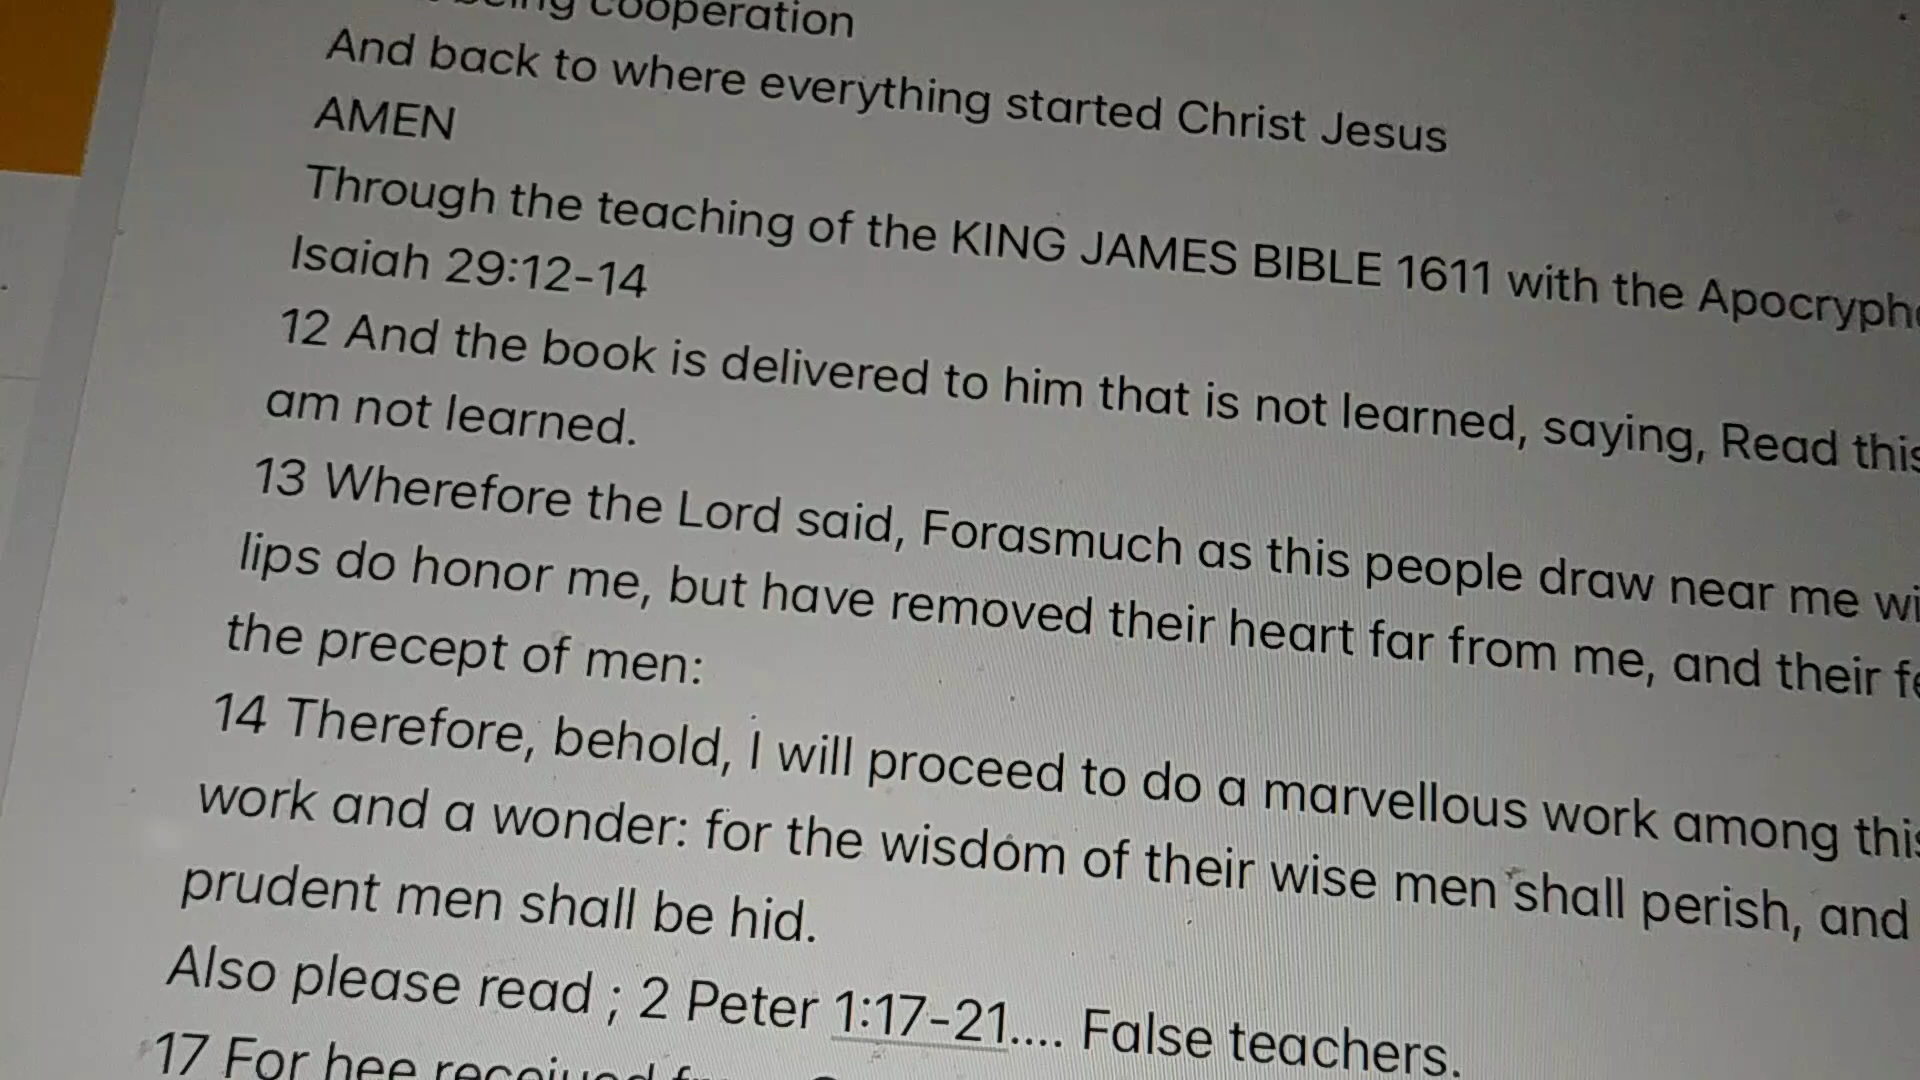 cooperation
And back to where everything started Christ Jesus
AMEN
Through the teaching of the KING JAMES BIBLE 1611 with the
Isaiah 29:12-14
12 And the book is delivered to him that is not learned, saying, Read this
am not learned.
13 Wherefore the Lord said, Forasmuch as this people draw near me
lips do honor me, but have removed their heart far from me, and their
the precept of men:
14 Therefore, behold, I will proceed to do a marvellous work among this
work and a wonder: for the wisdom of their wise men shall perish, and
prudent men shall be hid.
Also please read ; 2 Peter 1:17-21.... False teachers.
17 For hee